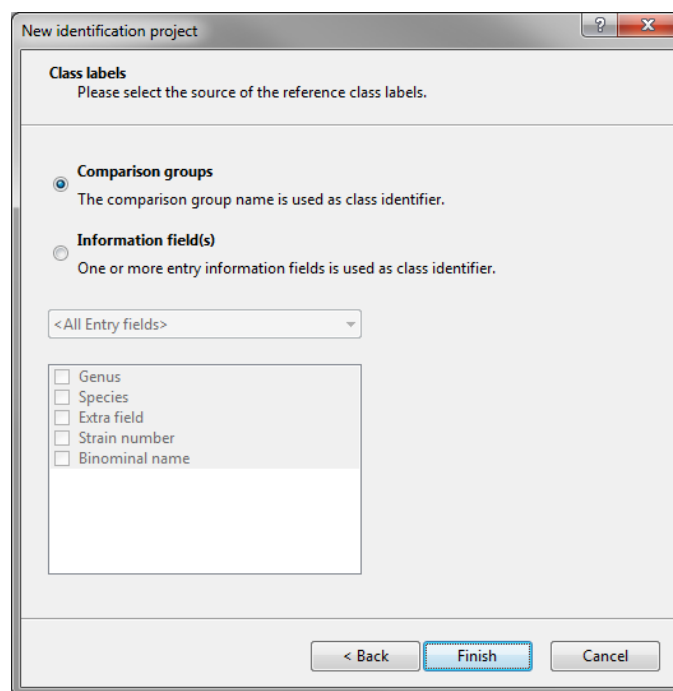 New identification project
Class labels
Please select the source of the reference class labels.
Comparison groups
The comparison group name is used as class identifier.
Information field(s)
One or more entry information fields is used as class identifier.
<All Entry fields>
Genus
Species
Extra field
Strain number
Binominal name
< Back
Finish
Cancel